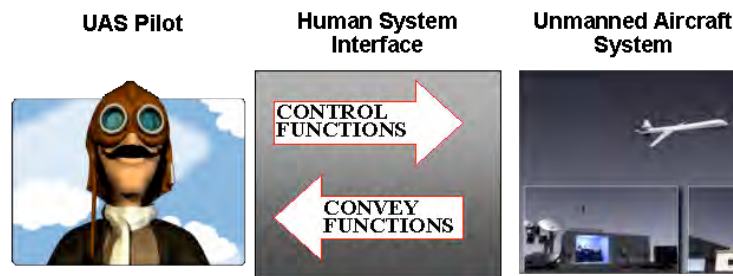 UAS Pilot
Human System
Interface
Unmanned Aircraft
System
CONTROL
FUNCTIONS
CONVEY
FUNCTIONS